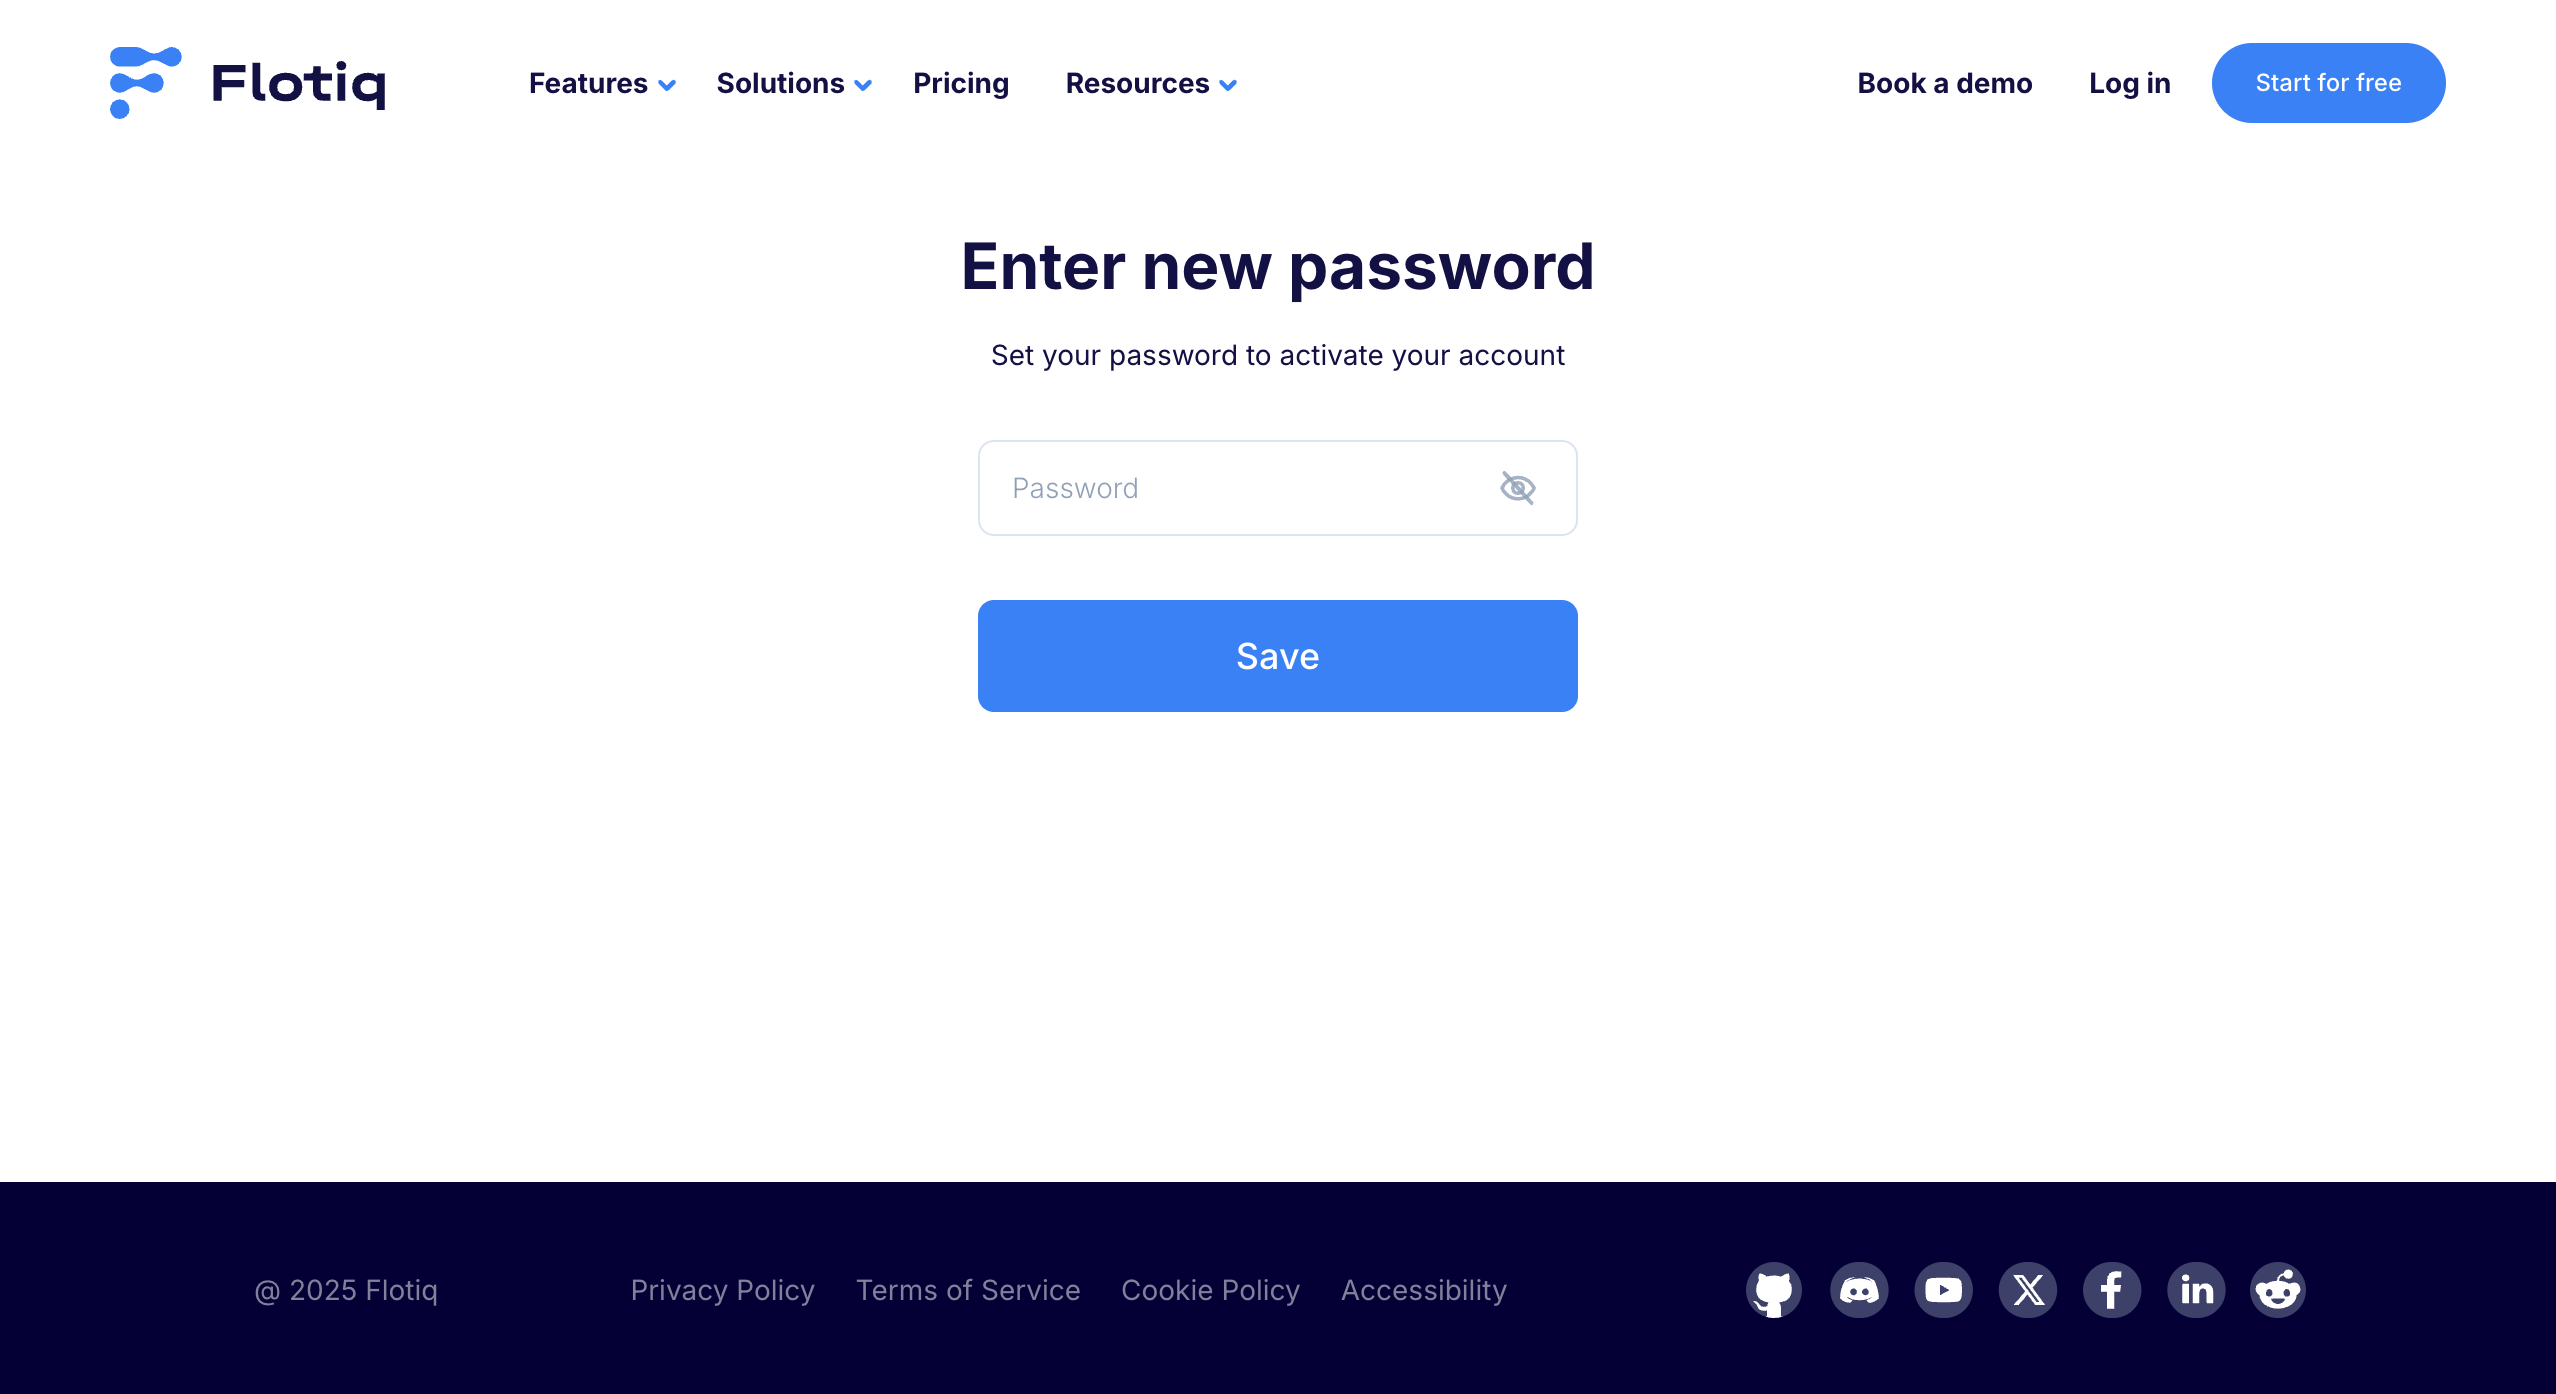 Flotiq
Features Solutions Pricing Resources Book a demo Log in Start for free
Enter new password
Set your password to activate your account
Password
Save
@ 2025 Flotiq Privacy Policy Terms of Service Cookie Policy Accessibility